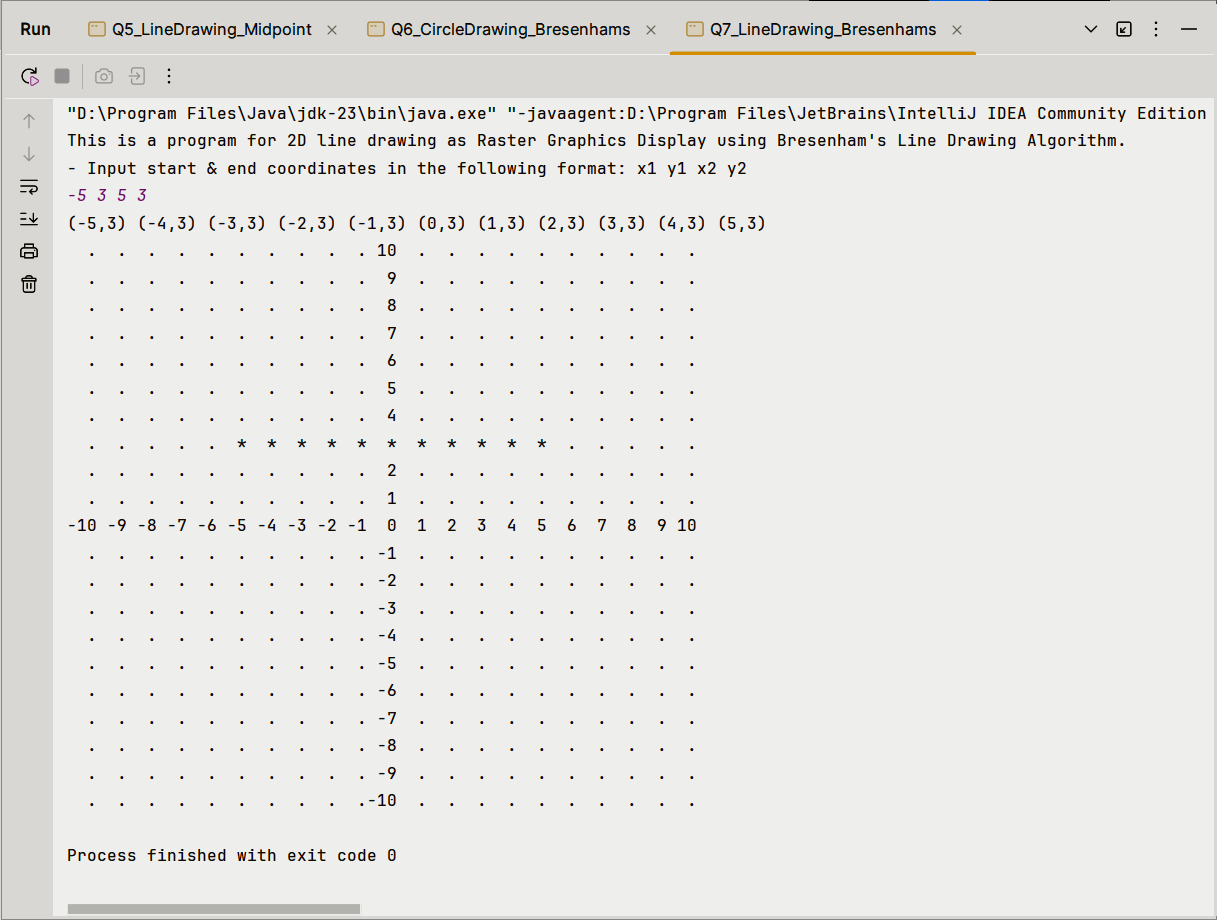 Run Q5_LineDrawing_Midpoint Q6_CircleDrawing_Bresenhams Q7_LineDrawing_Bresenhams
"D:\Program Files\Java\jdk-23\bin\java.exe" "-javaagent:D:\Program Files\JetBrains\IntelliJ IDEA Community Edition
This is a program for 2D line drawing as Raster Graphics Display using Bresenham's Line Drawing Algorithm.
- Input start & end coordinates in the following format: x1 y1 x2 y2
-5 3 5 3
(-5,3) (-4,3) (-3,3) (-2,3) (-1,3) (0,3) (1,3) (2,3) (3,3) (4,3) (5,3)
  .  .  .  .  .  .  .  .  .  . 10  .  .  .  .  .  .  .  .  .  .
  .  .  .  .  .  .  .  .  .  .  9  .  .  .  .  .  .  .  .  .  .
  .  .  .  .  .  .  .  .  .  .  8  .  .  .  .  .  .  .  .  .  .
  .  .  .  .  .  .  .  .  .  .  7  .  .  .  .  .  .  .  .  .  .
  .  .  .  .  .  .  .  .  .  .  6  .  .  .  .  .  .  .  .  .  .
  .  .  .  .  .  .  .  .  .  .  5  .  .  .  .  .  .  .  .  .  .
  .  .  .  .  .  .  .  .  .  .  4  .  .  .  .  .  .  .  .  .  .
  .  .  .  .  .  *  *  *  *  *  *  *  *  *  *  *  .  .  .  .  .
  .  .  .  .  .  .  .  .  .  .  2  .  .  .  .  .  .  .  .  .  .
  .  .  .  .  .  .  .  .  .  .  1  .  .  .  .  .  .  .  .  .  .
-10 -9 -8 -7 -6 -5 -4 -3 -2 -1  0  1  2  3  4  5  6  7  8  9 10
  .  .  .  .  .  .  .  .  .  . -1  .  .  .  .  .  .  .  .  .  .
  .  .  .  .  .  .  .  .  .  . -2  .  .  .  .  .  .  .  .  .  .
  .  .  .  .  .  .  .  .  .  . -3  .  .  .  .  .  .  .  .  .  .
  .  .  .  .  .  .  .  .  .  . -4  .  .  .  .  .  .  .  .  .  .
  .  .  .  .  .  .  .  .  .  . -5  .  .  .  .  .  .  .  .  .  .
  .  .  .  .  .  .  .  .  .  . -6  .  .  .  .  .  .  .  .  .  .
  .  .  .  .  .  .  .  .  .  . -7  .  .  .  .  .  .  .  .  .  .
  .  .  .  .  .  .  .  .  .  . -8  .  .  .  .  .  .  .  .  .  .
  .  .  .  .  .  .  .  .  .  . -9  .  .  .  .  .  .  .  .  .  .
  .  .  .  .  .  .  .  .  .  .-10  .  .  .  .  .  .  .  .  .  .
Process finished with exit code 0